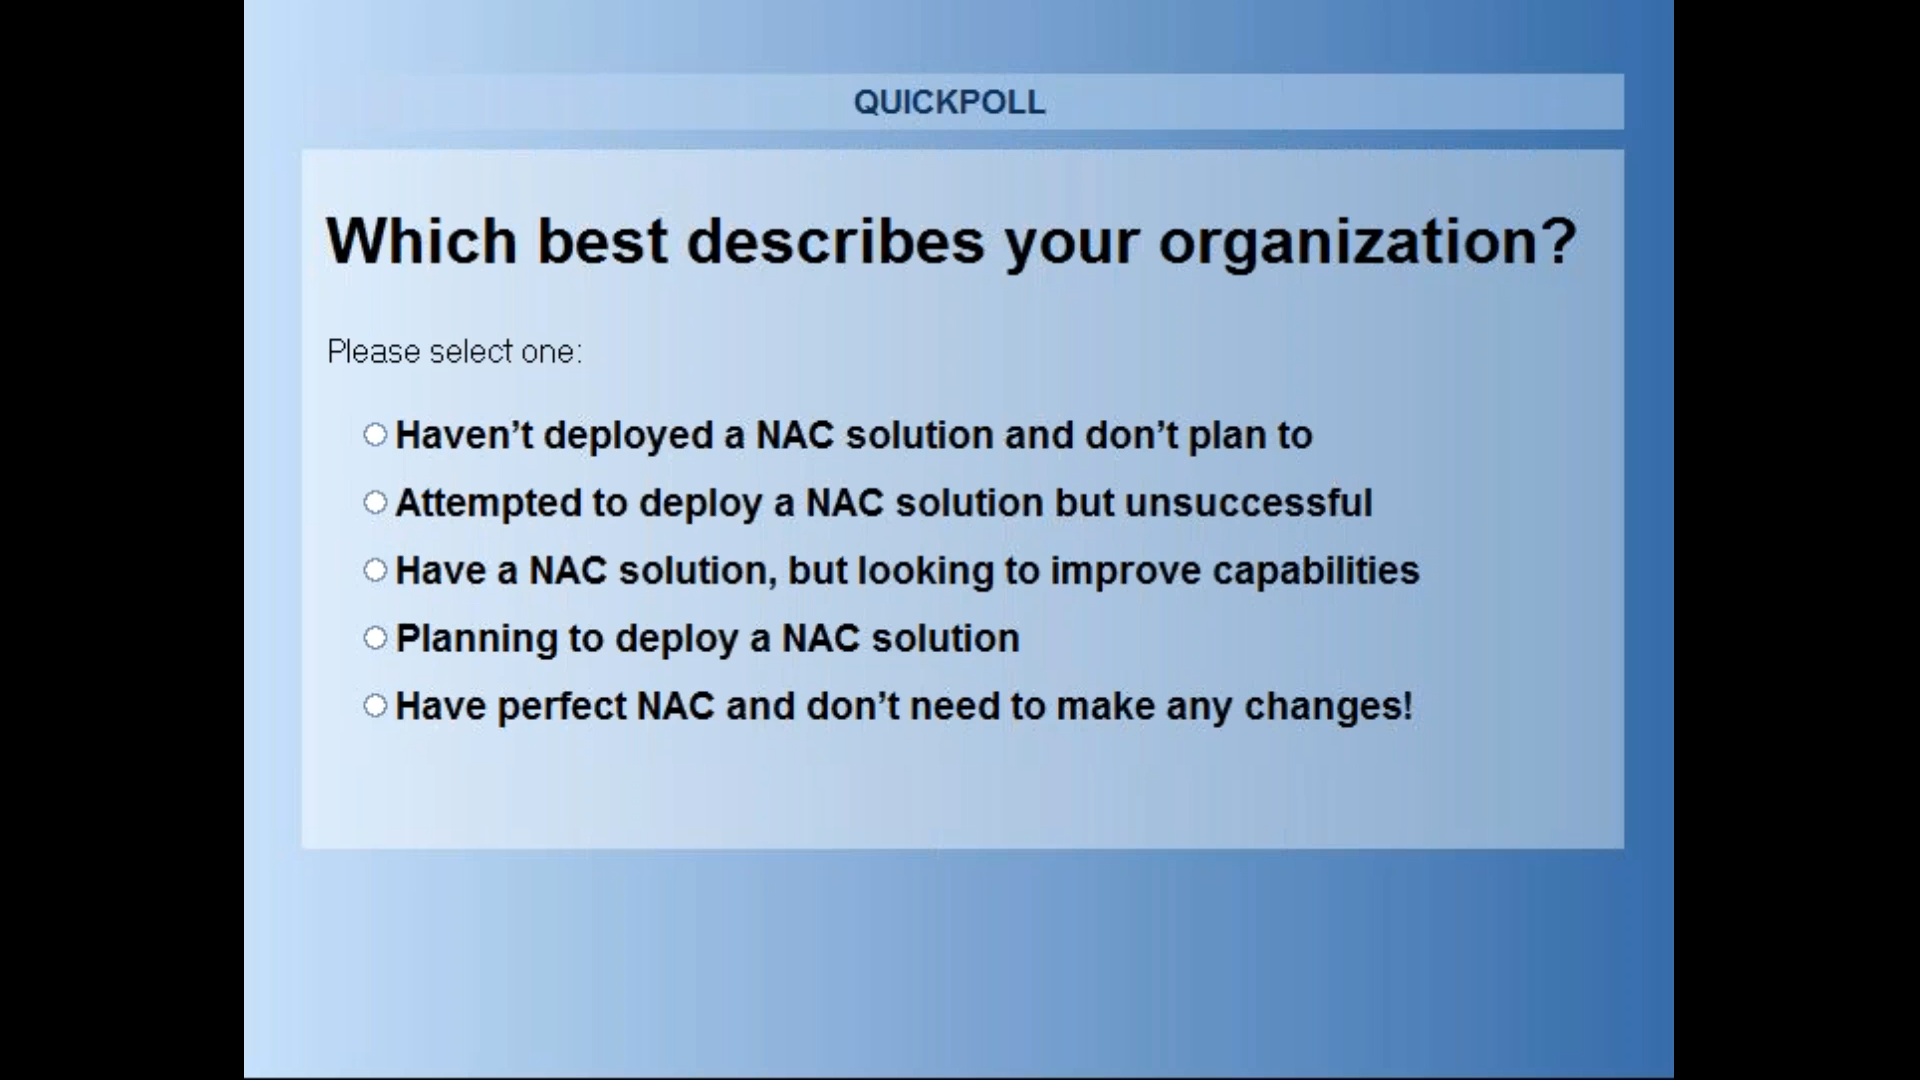 QUICKPOLL
Which best describes your organization?
Please select one:
Haven’t deployed a NAC solution and don’t plan to
Attempted to deploy a NAC solution but unsuccessful
Have a NAC solution, but looking to improve capabilities
Planning to deploy a NAC solution
Have perfect NAC and don’t need to make any changes!